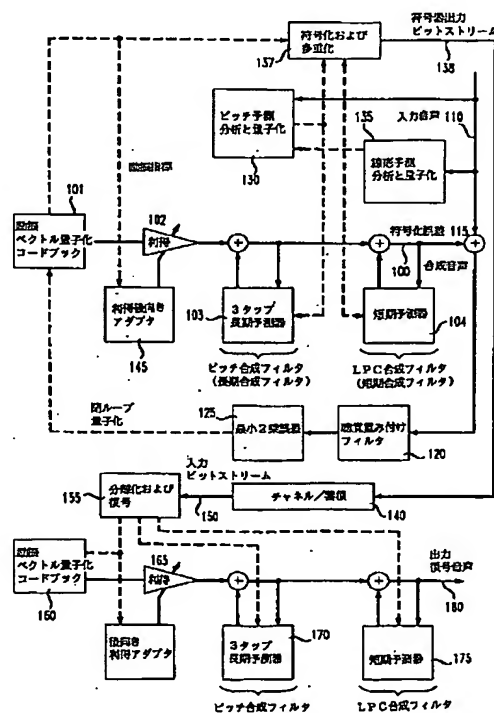 符号化および
多重化
137
符号器出力
ビットストリーム
138
ピッチ予測
分析と量子化
130
135
入力音声
110
線形予測
分析と量子化
101
励振
ベクトル量子化
コードブック
102
利得
103
3タップ
長期予測器
ピッチ合成フィルタ
(長期合成フィルタ)
符号化誤差
115
100
合成音声
短期予測器
104
LPC合成フィルタ
(短期合成フィルタ)
利得後向き
アダプタ
145
閉ループ
量子化
125
最小2乗誤差
聴覚重み付け
フィルタ
120
入力
ビットストリーム
155
分離化および
復号
150
チャネル/蓄積
140
励振
ベクトル量子化
コードブック
160
165
利得
後向き
利得アダプタ
3タップ
長期予測器
170
ピッチ合成フィルタ
短期予測器
175
LPC合成フィルタ
出力
復号音声
180